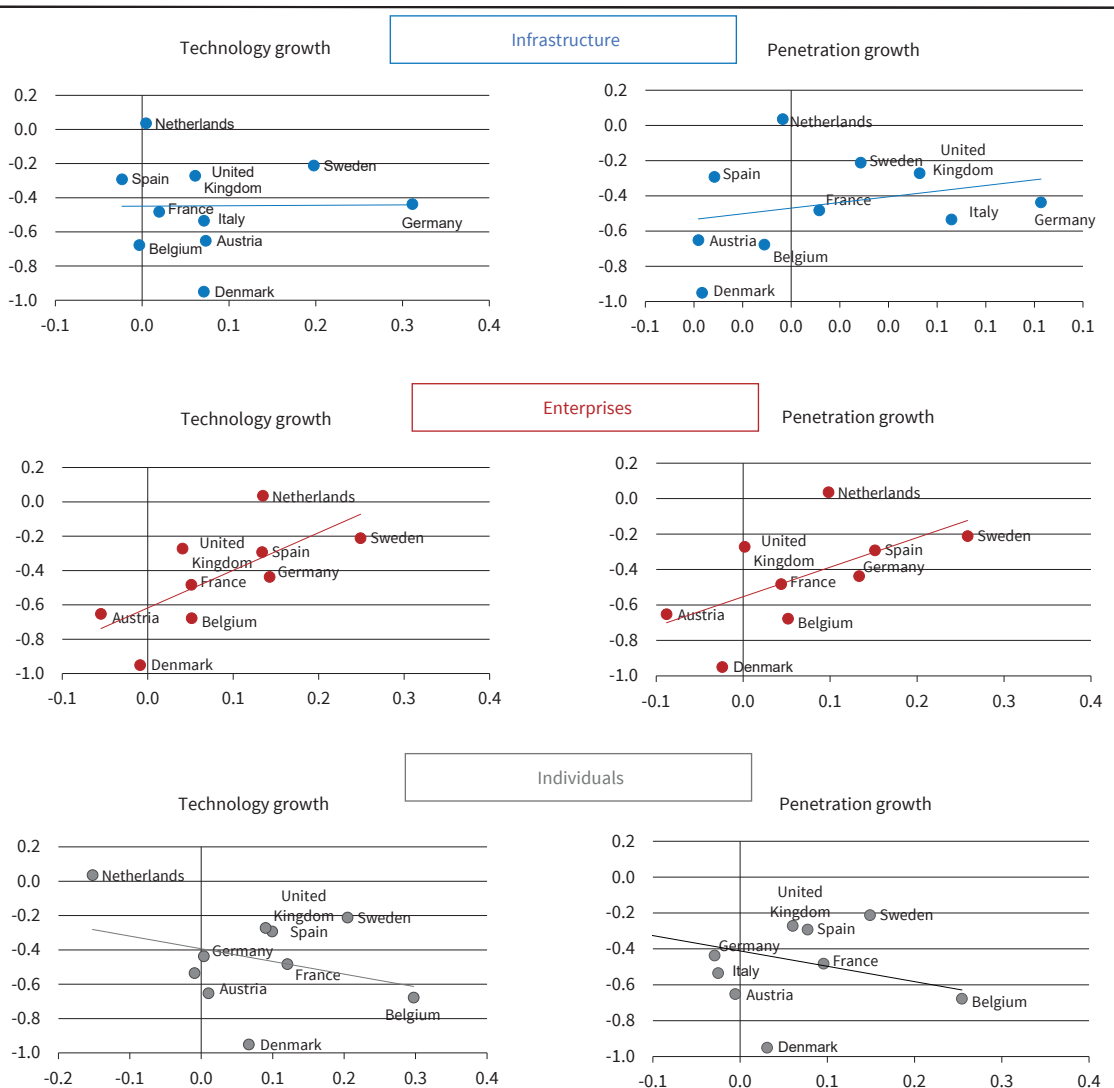 Infrastructure
Technology growth
Penetration growth
0.2
0.0
-0.2
-0.4
-0.6
-0.8
-1.0
-0.1
0.0
0.1
0.2
0.3
0.4
Netherlands
Spain
United
Kingdom
Sweden
France
Italy
Germany
Belgium
Austria
Denmark
0.2
0.0
-0.2
-0.4
-0.6
-0.8
-1.0
-0.1
0.0
0.0
0.0
0.0
0.0
0.1
0.1
0.1
0.1
Netherlands
Spain
Sweden
United
Kingdom
France
Italy
Germany
Austria
Belgium
Denmark
Enterprises
Technology growth
Penetration growth
0.2
0.0
-0.2
-0.4
-0.6
-0.8
-1.0
-0.1
0.0
0.1
0.2
0.3
0.4
Netherlands
United
Kingdom
Spain
Sweden
France
Germany
Austria
Belgium
Denmark
0.2
0.0
-0.2
-0.4
-0.6
-0.8
-1.0
-0.1
0.0
0.1
0.2
0.3
0.4
Netherlands
United
Kingdom
Spain
Sweden
France
Germany
Austria
Belgium
Denmark
Individuals
Technology growth
Penetration growth
0.2
0.0
-0.2
-0.4
-0.6
-0.8
-1.0
-0.2
-0.1
0.0
0.1
0.2
0.3
0.4
Netherlands
United
Kingdom
Spain
Sweden
Germany
France
Austria
Belgium
Denmark
0.2
0.0
-0.2
-0.4
-0.6
-0.8
-1.0
-0.1
0.0
0.1
0.2
0.3
0.4
United
Kingdom
Spain
Sweden
Germany
Italy
France
Austria
Belgium
Denmark